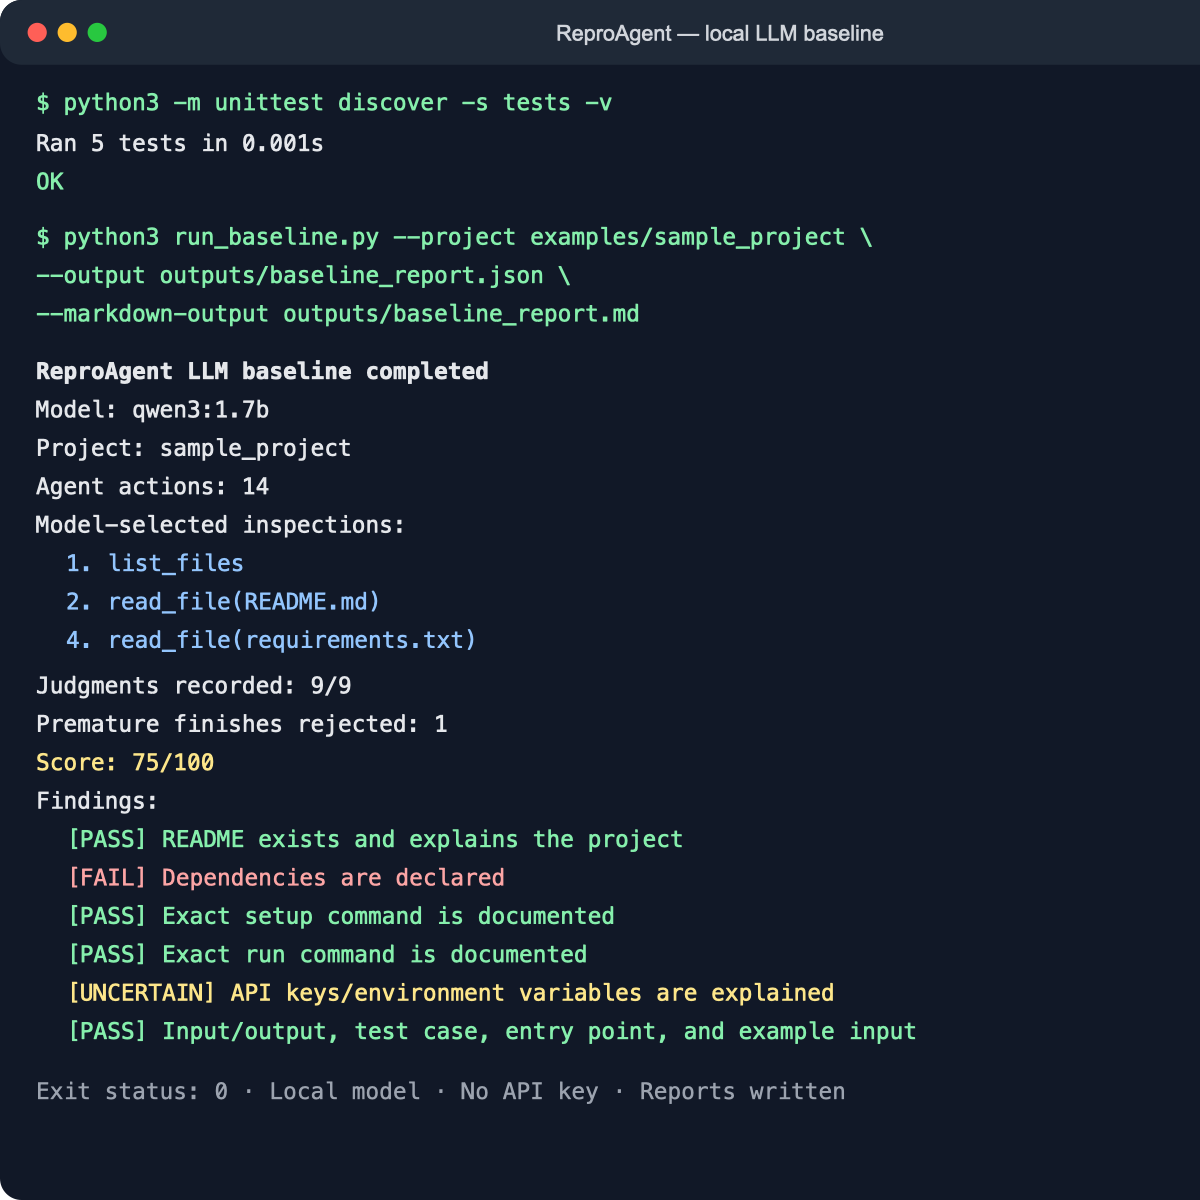 ReproAgent — local LLM baseline
$ python3 -m unittest discover -s tests -v
Ran 5 tests in 0.001s
OK
$ python3 run_baseline.py --project examples/sample_project \
--output outputs/baseline_report.json \
--markdown-output outputs/baseline_report.md
ReproAgent LLM baseline completed
Model: qwen3:1.7b
Project: sample_project
Agent actions: 14
Model-selected inspections:
1. list_files
2. read_file(README.md)
4. read_file(requirements.txt)
Judgments recorded: 9/9
Premature finishes rejected: 1
Score: 75/100
Findings:
[PASS] README exists and explains the project
[FAIL] Dependencies are declared
[PASS] Exact setup command is documented
[PASS] Exact run command is documented
[UNCERTAIN] API keys/environment variables are explained
[PASS] Input/output, test case, entry point, and example input
Exit status: 0 · Local model · No API key · Reports written